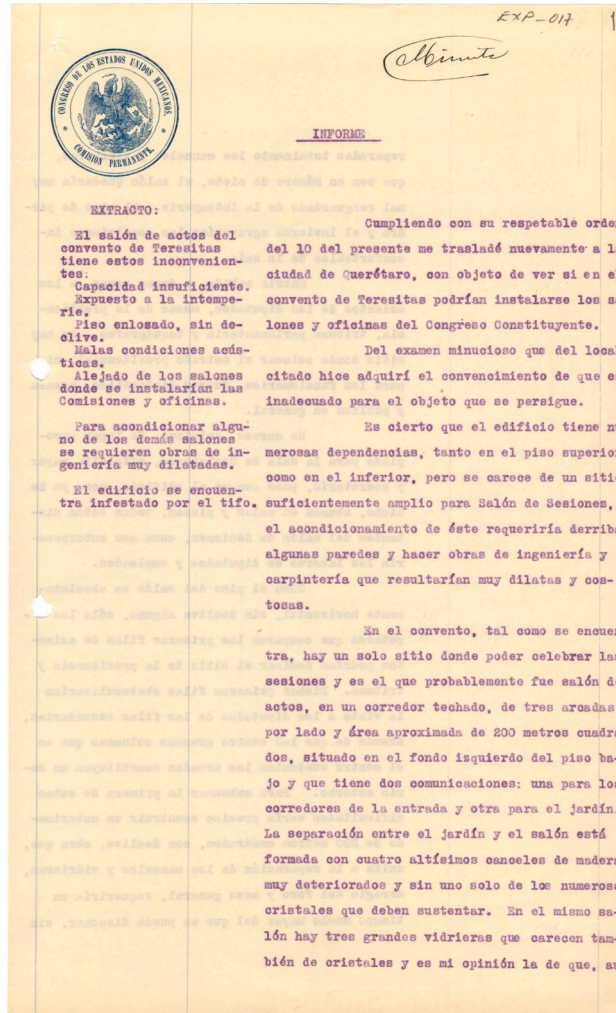 EXP-017
Minuta
CONGRESO DE LOS ESTADOS UNIDOS MEXICANOS.
* COMISION PERMANENTE. *
INFORME
EXTRACTO:
El salón de actos del
convento de Teresitas
tiene estos inconvenien-
tes:
Capacidad insuficiente.
Expuesto a la intempe-
rie.
Piso enlosado, sin de-
clive.
Malas condiciones acús-
ticas.
Alejado de los salones
donde se instalarían las
Comisiones y oficinas.
Para acondicionar algu-
no de los demás salones
se requieren obras de in-
geniería muy dilatadas.
El edificio se encuen-
tra infestado por el tifo.
Cumpliendo con su respetable orde
del 10 del presente me trasladé nuevamente a l
ciudad de Querétaro, con objeto de ver si en e
convento de Teresitas podrían instalarse los sa
lones y oficinas del Congreso Constituyente.
Del examen minucioso que del local
citado hice adquirí el convencimiento de que e
inadecuado para el objeto que se persigue.
Es cierto que el edificio tiene nu
merosas dependencias, tanto en el piso superio
como en el inferior, pero se carece de un siti
suficientemente amplio para Salón de Sesiones,
el acondicionamiento de éste requeriría derriba
algunas paredes y hacer obras de ingeniería y
carpintería que resultarían muy dilatas y cos-
tosas.
En el convento, tal como se encuen
tra, hay un solo sitio donde poder celebrar las
sesiones y es el que probablemente fue salón de
actos, en un corredor techado, de tres arcadas
por lado y área aproximada de 200 metros cuadra
dos, situado en el fondo isquierdo del piso ba-
jo y que tiene dos comunicaciones: una para los
corredores de la entrada y otra para el jardín.
La separación entre el jardín y el salón está
formada con cuatro altísimos canceles de madera
muy deteriorados y sin uno solo de los numeroso
cristales que deben sustentar. En el mismo sa-
lón hay tres grandes vidrieras que carecen tam-
bién de cristales y es mi opinión la de que, au